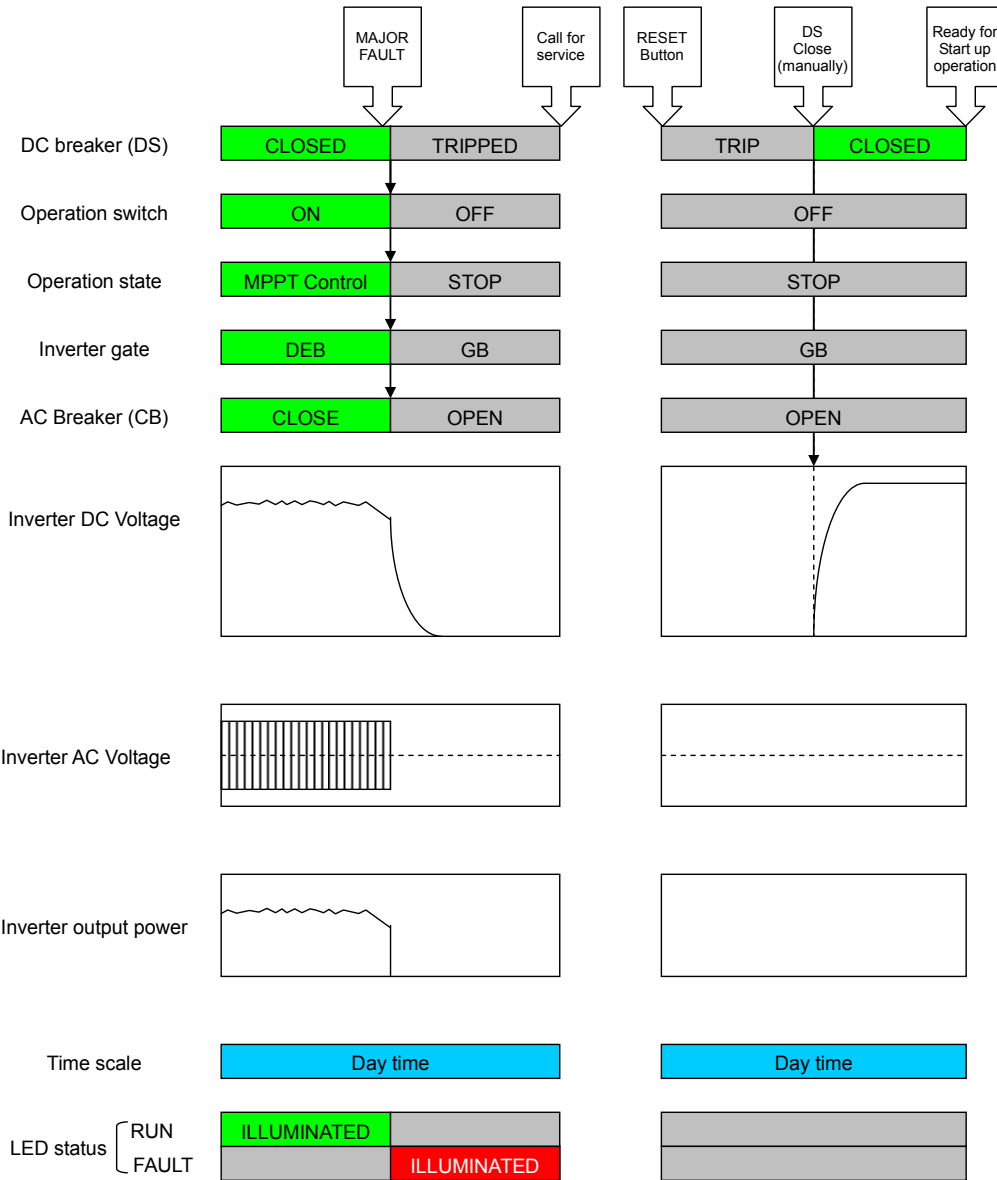 MAJOR
FAULT
Call for
service
RESET
Button
DS
Close
(manually)
Ready for
Start up
operation
DC breaker (DS)
CLOSED
TRIPPED
TRIP
CLOSED
Operation switch
ON
OFF
OFF
Operation state
MPPT Control
STOP
STOP
Inverter gate
DEB
GB
GB
AC Breaker (CB)
CLOSE
OPEN
OPEN
Inverter DC Voltage
Inverter AC Voltage
Inverter output power
Time scale
Day time
Day time
LED status
RUN
ILLUMINATED
FAULT
ILLUMINATED